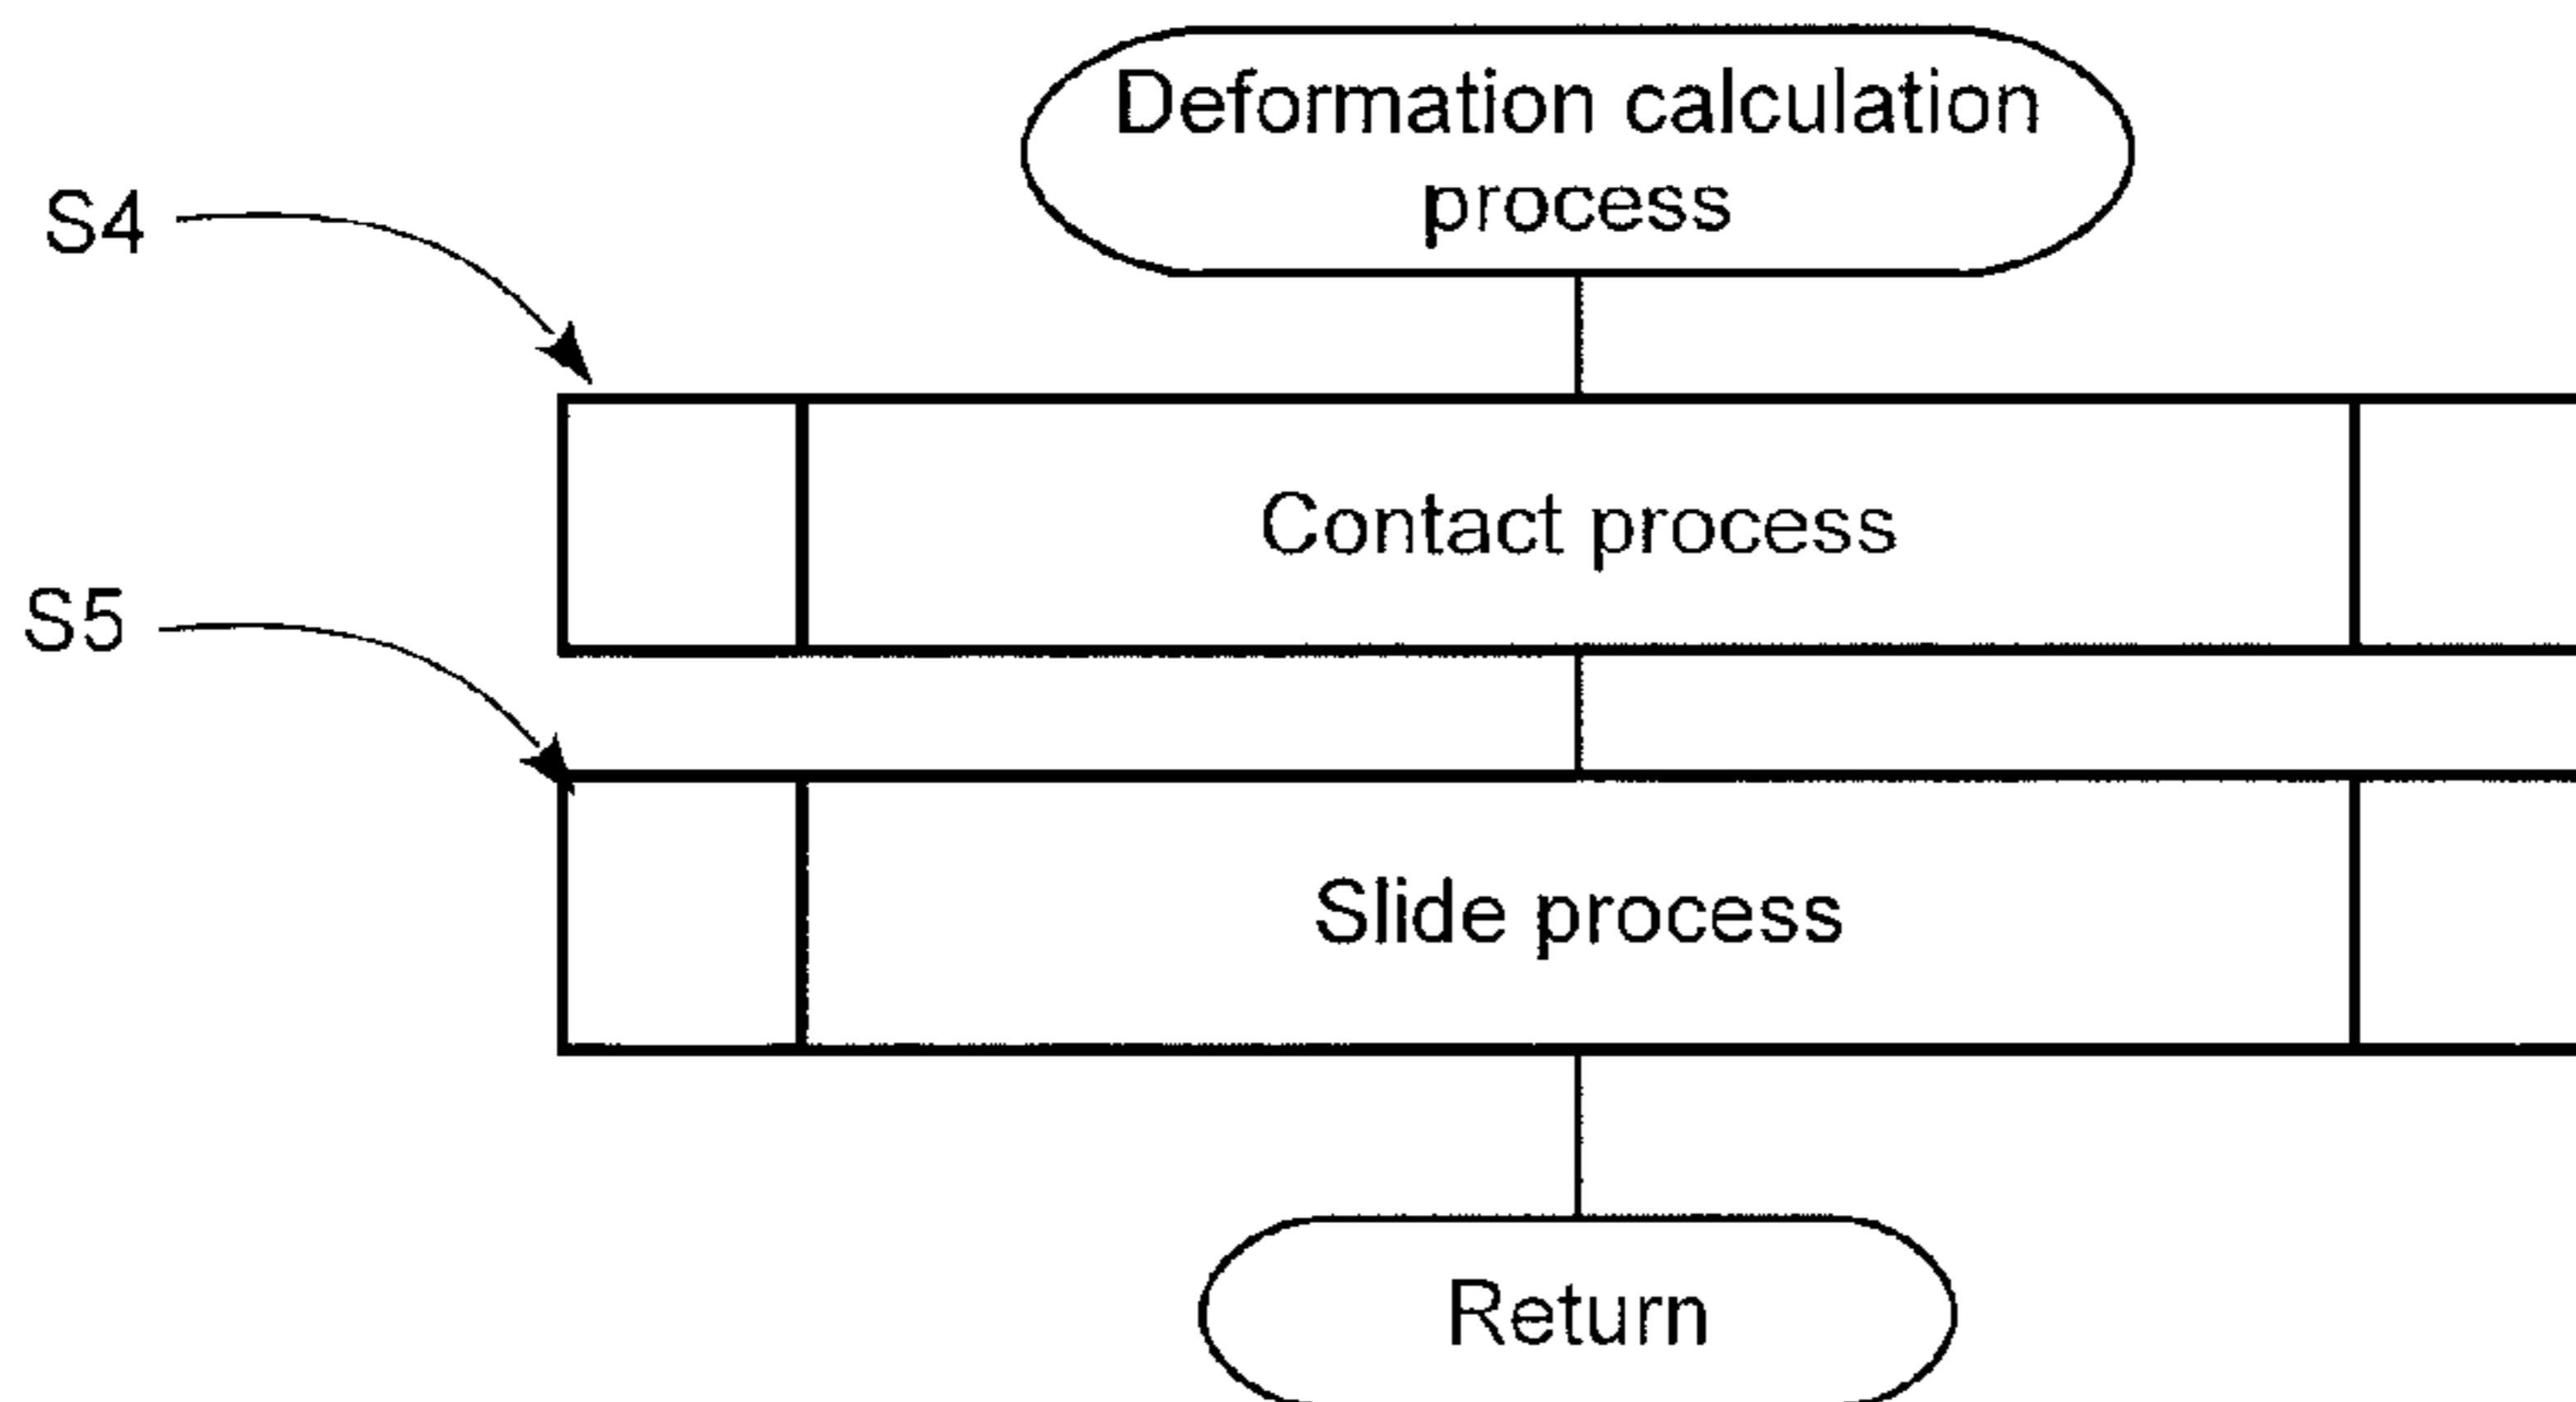 Deformation calculation
process
S4
Contact process
S5
Slide process
Return